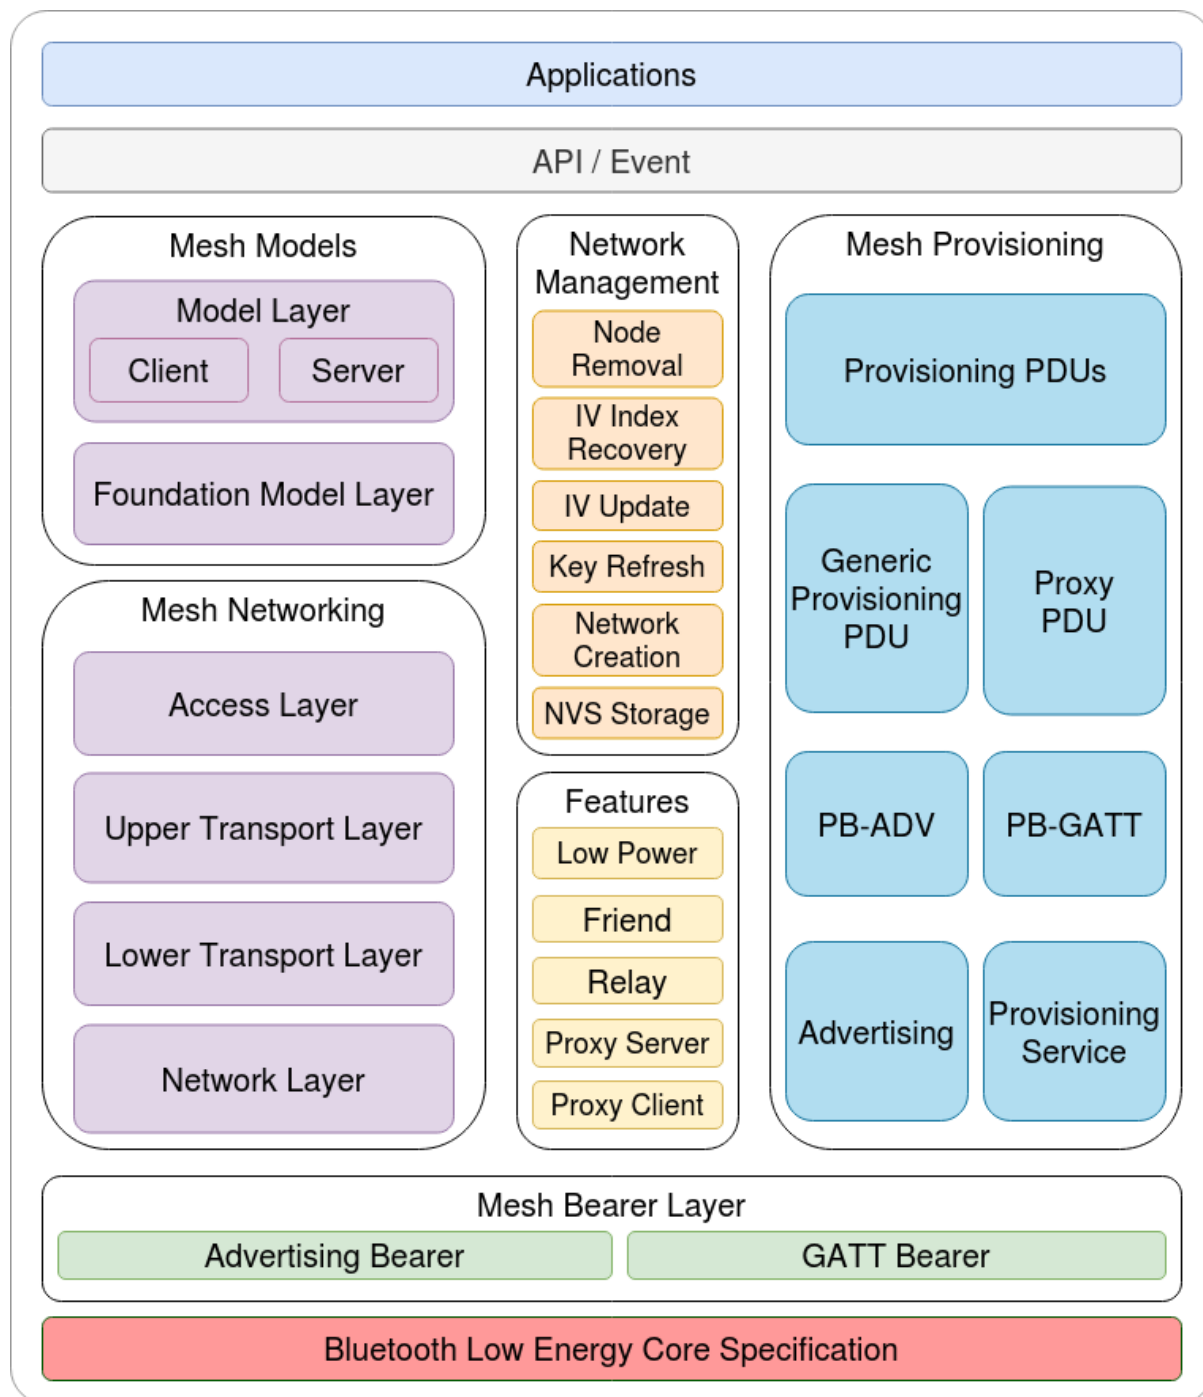 Applications
API / Event
Mesh Models
Model Layer
Client
Server
Foundation Model Layer
Mesh Networking
Access Layer
Upper Transport Layer
Lower Transport Layer
Network Layer
Network
Management
Node
Removal
IV Index
Recovery
IV Update
Key Refresh
Network
Creation
NVS Storage
Features
Low Power
Friend
Relay
Proxy Server
Proxy Client
Mesh Provisioning
Provisioning PDUs
Generic
Provisioning
PDU
Proxy
PDU
PB-ADV
PB-GATT
Advertising
Provisioning
Service
Mesh Bearer Layer
Advertising Bearer
GATT Bearer
Bluetooth Low Energy Core Specification